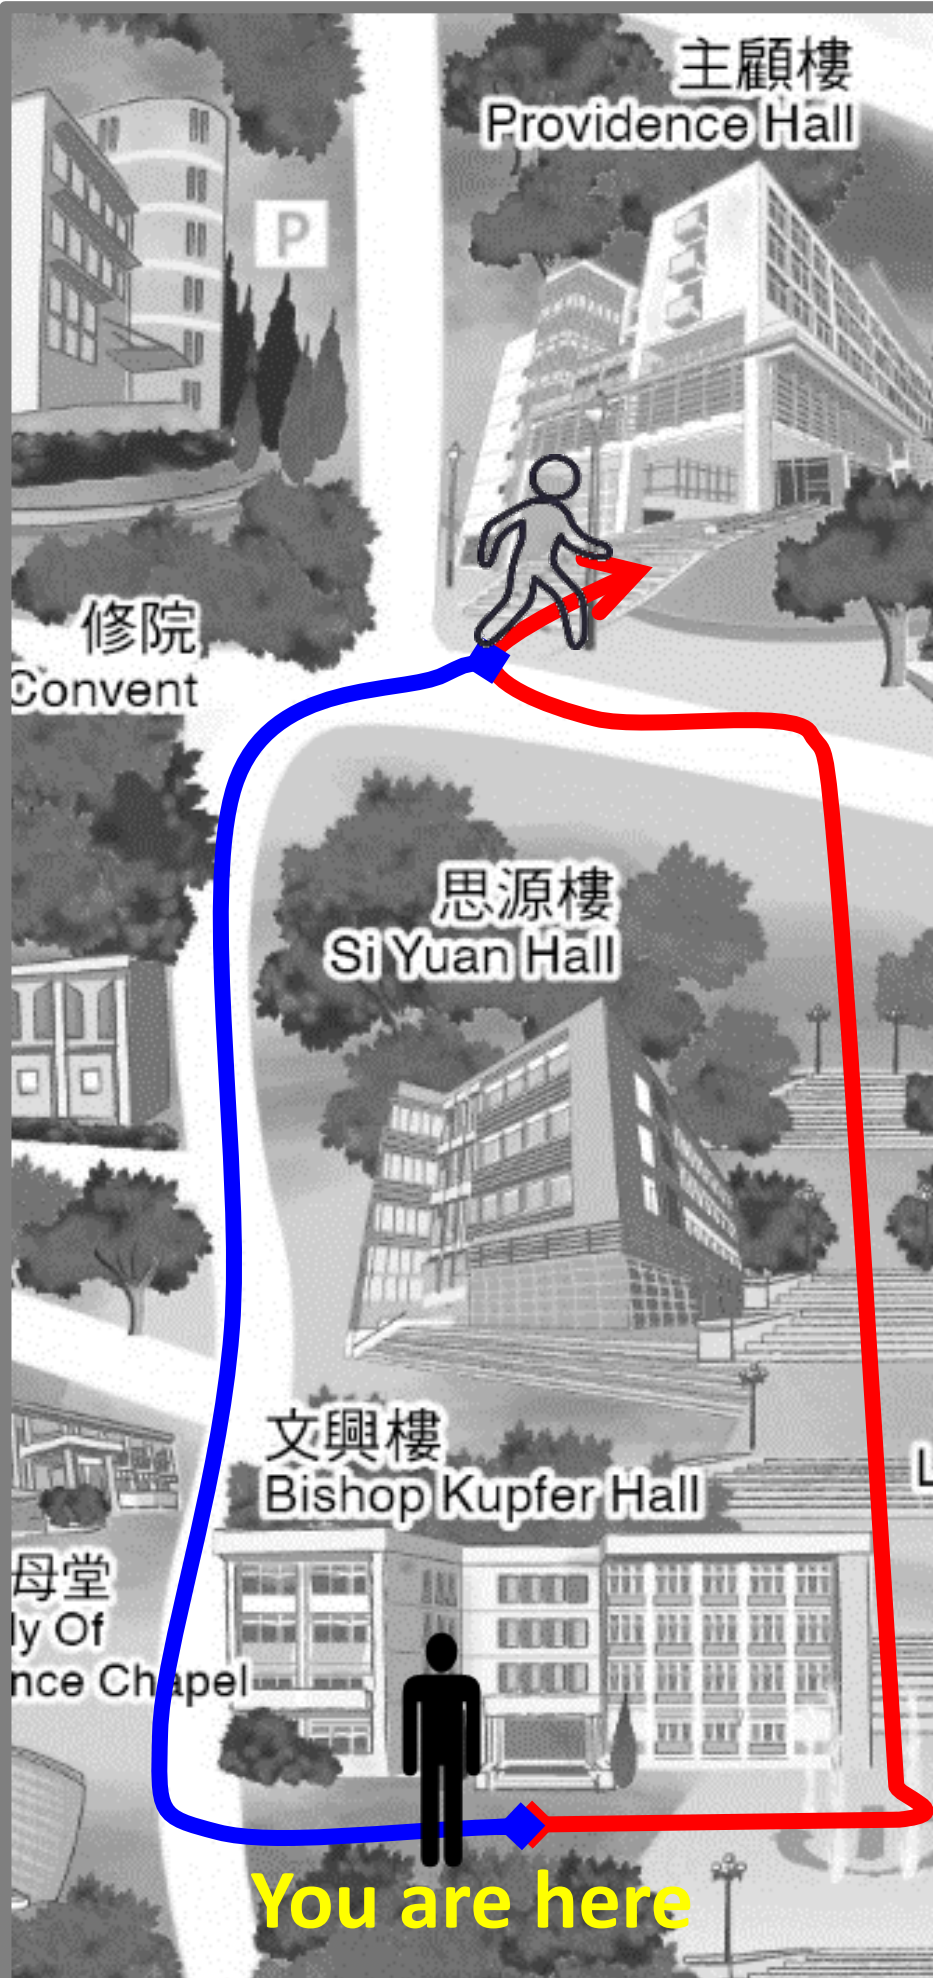 主顧樓
Providence Hall
P
修院
Convent
思源樓
Si Yuan Hall
文興樓
Bishop Kupfer Hall
L
母堂
ly Of
nce Chapel
You are here